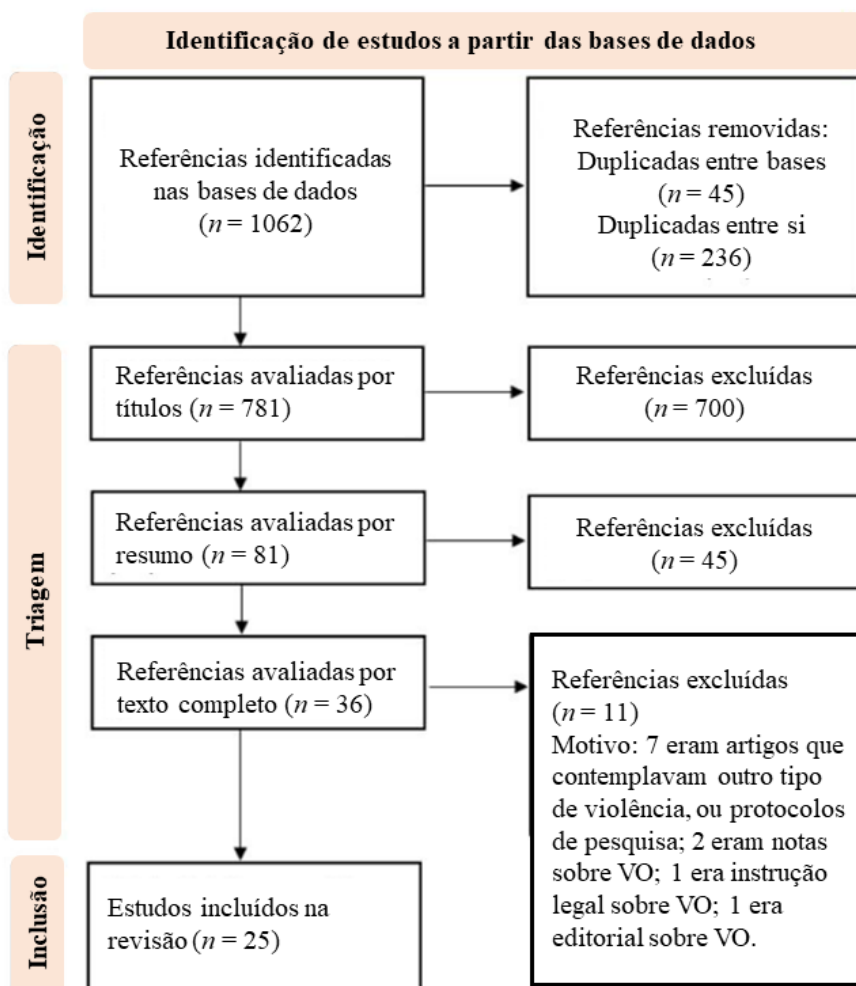 Identificação de estudos a partir das bases de dados
Identificação
Referências identificadas
nas bases de dados
(n = 1062)
Referências removidas:
Duplicadas entre bases
(n = 45)
Duplicadas entre si
(n = 236)
Triagem
Referências avaliadas por
títulos (n = 781)
Referências excluídas
(n = 700)
Referências avaliadas por
resumo (n = 81)
Referências excluídas
(n = 45)
Referências avaliadas por
texto completo (n = 36)
Referências excluídas
(n = 11)
Motivo: 7 eram artigos que
contemplavam outro tipo
de violência, ou protocolos
de pesquisa; 2 eram notas
sobre VO; 1 era instrução
legal sobre VO; 1 era
editorial sobre VO.
Inclusão
Estudos incluídos na
revisão (n = 25)